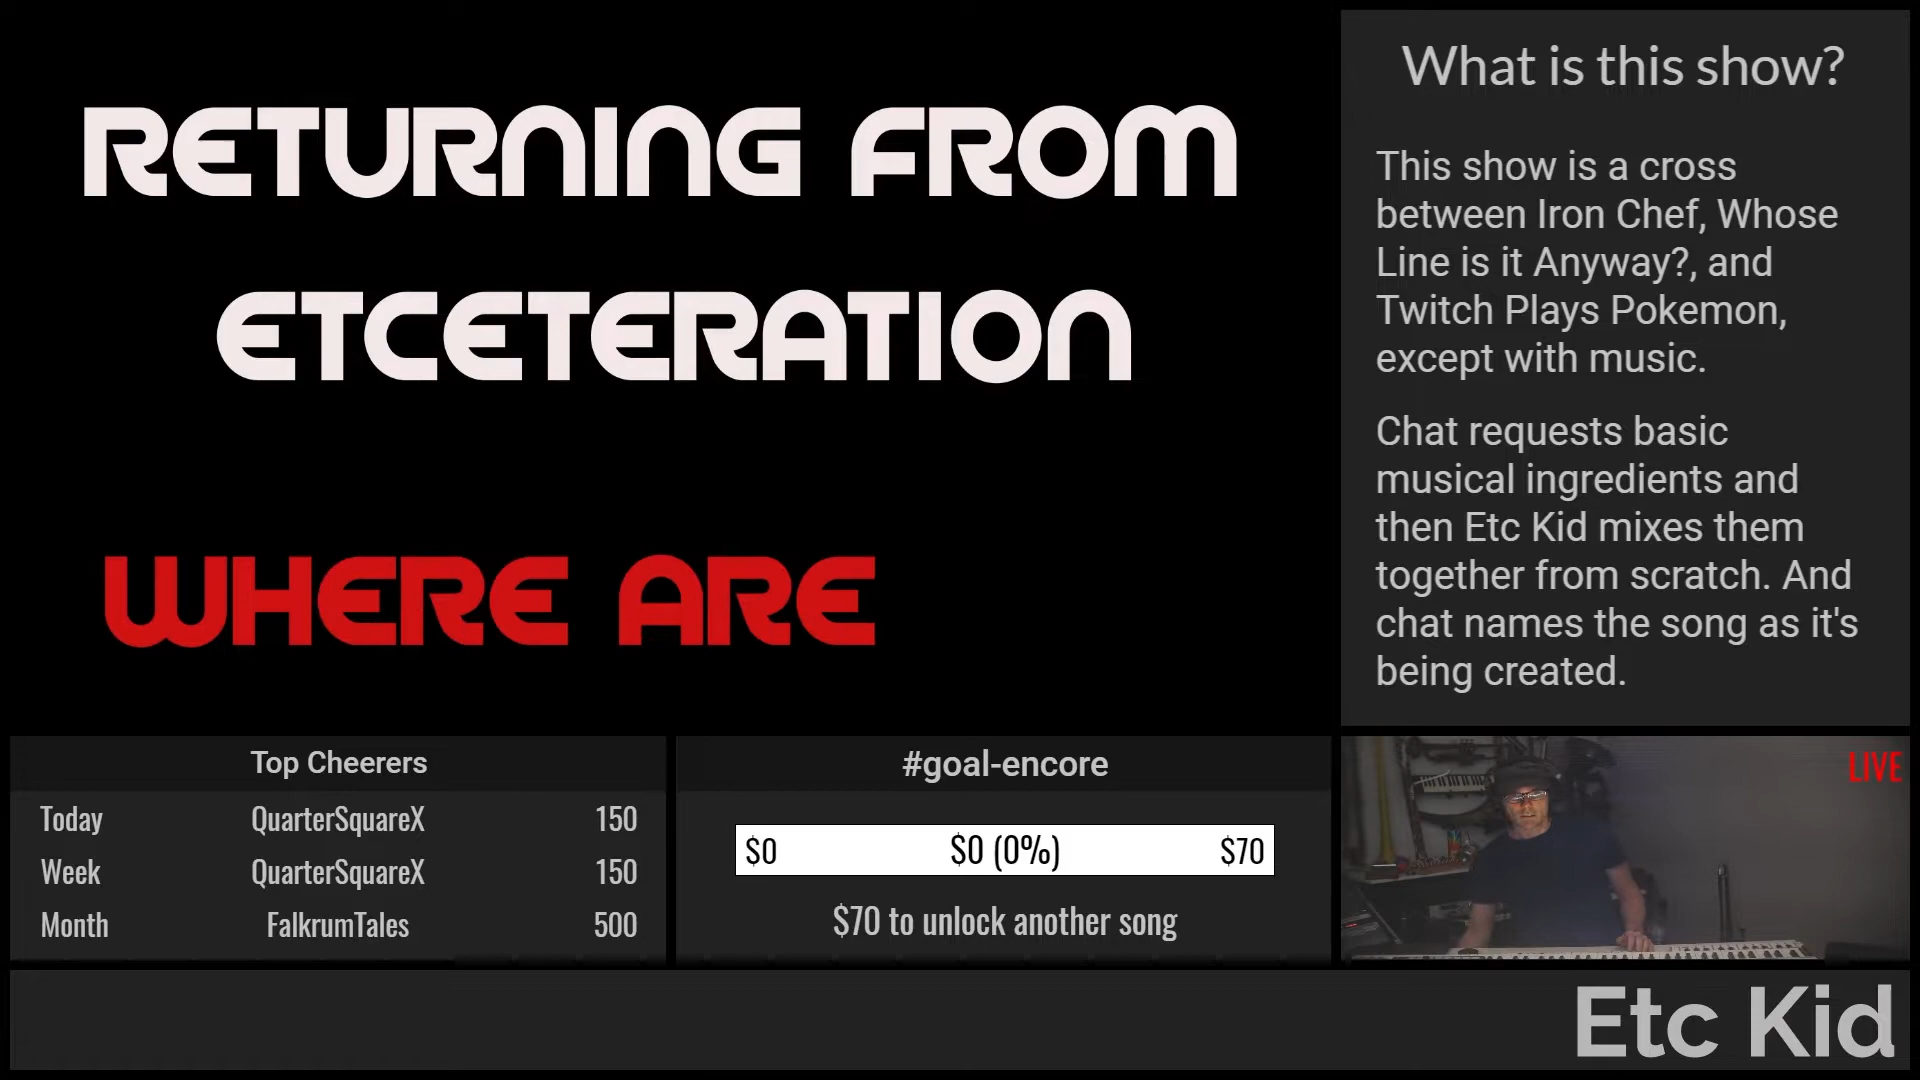 RETURNING FROM
ETCETERATION
WHERE ARE
What is this show?
This show is a cross
between Iron Chef, Whose
Line is it Anyway?, and
Twitch Plays Pokemon,
except with music.
Chat requests basic
musical ingredients and
then Etc Kid mixes them
together from scratch. And
chat names the song as it's
being created.
Top Cheerers
Today QuarterSquareX 150
Week QuarterSquareX 150
Month FalkrumTales 500
#goal-encore
$0 $0 (0%) $70
$70 to unlock another song
LIVE
Etc Kid